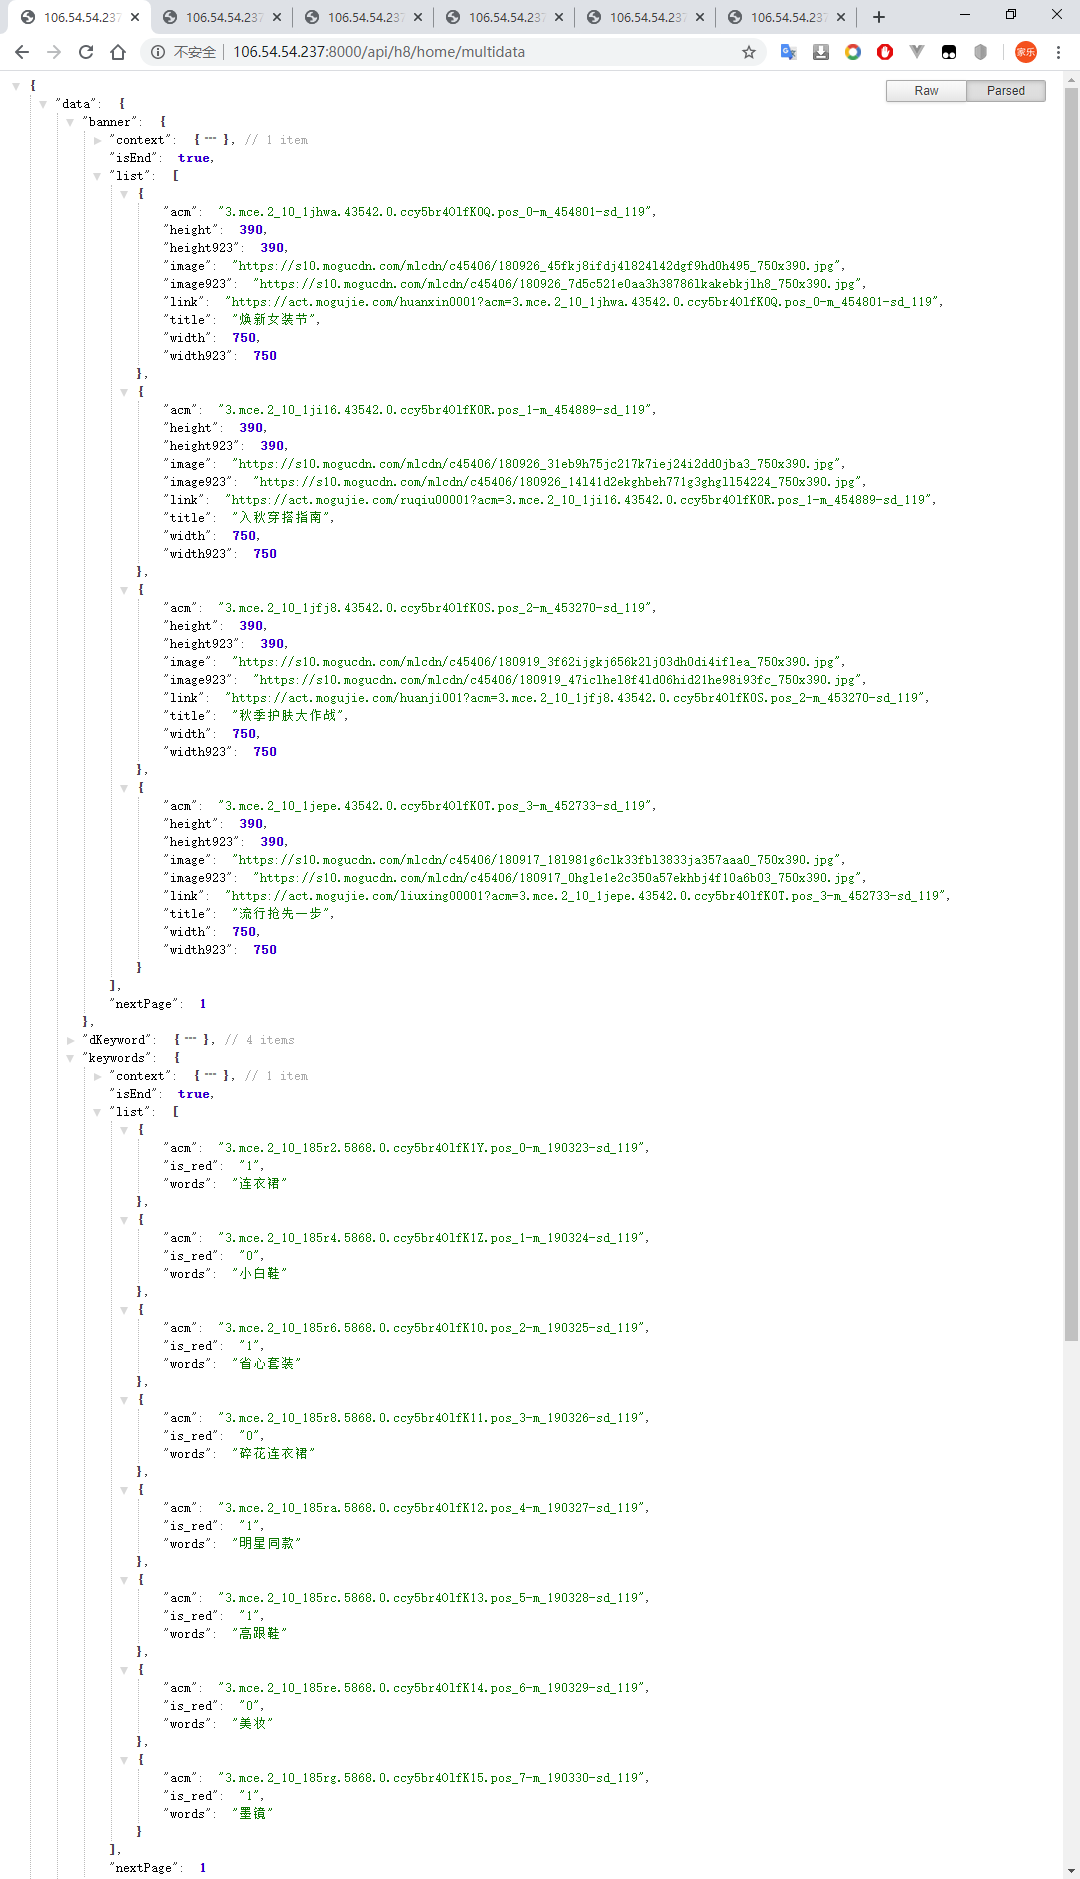 106.54.54.237 106.54.54.237 106.54.54.237 106.54.54.237 106.54.54.237 106.54.54.237
不安全 106.54.54.237:8000/api/h8/home/multidata 家乐
Raw Parsed
{
"data": {
"banner": {
"context": { ... }, // 1 item
"isEnd": true,
"list": [
{
"acm": "3.mce.2_10_1jhwa.43542.0.ccy5br4OlfK0Q.pos_0-m_454801-sd_119",
"height": 390,
"height923": 390,
"image": "https://s10.mogucdn.com/mlcdn/c45406/180926_45fkj8ifdj4l824l42dgf9hd0h495_750x390.jpg",
"image923": "https://s10.mogucdn.com/mlcdn/c45406/180926_7d5c521e0aa3h38786lkakebkjlh8_750x390.jpg",
"link": "https://act.mogujie.com/huanxin0001?acm=3.mce.2_10_1jhwa.43542.0.ccy5br4OlfK0Q.pos_0-m_454801-sd_119",
"title": "焕新女装节",
"width": 750,
"width923": 750
},
{
"acm": "3.mce.2_10_1ji16.43542.0.ccy5br4OlfK0R.pos_1-m_454889-sd_119",
"height": 390,
"height923": 390,
"image": "https://s10.mogucdn.com/mlcdn/c45406/180926_31eb9h75jc217k7iej24i2dd0jba3_750x390.jpg",
"image923": "https://s10.mogucdn.com/mlcdn/c45406/180926_14l41d2ekghbeh771g3ghgll54224_750x390.jpg",
"link": "https://act.mogujie.com/ruqiu00001?acm=3.mce.2_10_1ji16.43542.0.ccy5br4OlfK0R.pos_1-m_454889-sd_119",
"title": "入秋穿搭指南",
"width": 750,
"width923": 750
},
{
"acm": "3.mce.2_10_1jfj8.43542.0.ccy5br4OlfK0S.pos_2-m_453270-sd_119",
"height": 390,
"height923": 390,
"image": "https://s10.mogucdn.com/mlcdn/c45406/180919_3f62ijgkj656k2lj03dh0di4iflea_750x390.jpg",
"image923": "https://s10.mogucdn.com/mlcdn/c45406/180919_47iclhel8f4ld06hid21he98i93fc_750x390.jpg",
"link": "https://act.mogujie.com/huanji001?acm=3.mce.2_10_1jfj8.43542.0.ccy5br4OlfK0S.pos_2-m_453270-sd_119",
"title": "秋季护肤大作战",
"width": 750,
"width923": 750
},
{
"acm": "3.mce.2_10_1jepe.43542.0.ccy5br4OlfK0T.pos_3-m_452733-sd_119",
"height": 390,
"height923": 390,
"image": "https://s10.mogucdn.com/mlcdn/c45406/180917_18l981g6clk33fbl3833ja357aaa0_750x390.jpg",
"image923": "https://s10.mogucdn.com/mlcdn/c45406/180917_0hgle1e2c350a57ekhbj4f10a6b03_750x390.jpg",
"link": "https://act.mogujie.com/liuxing00001?acm=3.mce.2_10_1jepe.43542.0.ccy5br4OlfK0T.pos_3-m_452733-sd_119",
"title": "流行抢先一步",
"width": 750,
"width923": 750
}
],
"nextPage": 1
},
"dKeyword": { ... }, // 4 items
"keywords": {
"context": { ... }, // 1 item
"isEnd": true,
"list": [
{
"acm": "3.mce.2_10_185r2.5868.0.ccy5br4OlfK1Y.pos_0-m_190323-sd_119",
"is_red": "1",
"words": "连衣裙"
},
{
"acm": "3.mce.2_10_185r4.5868.0.ccy5br4OlfK1Z.pos_1-m_190324-sd_119",
"is_red": "0",
"words": "小白鞋"
},
{
"acm": "3.mce.2_10_185r6.5868.0.ccy5br4OlfK10.pos_2-m_190325-sd_119",
"is_red": "1",
"words": "省心套装"
},
{
"acm": "3.mce.2_10_185r8.5868.0.ccy5br4OlfK11.pos_3-m_190326-sd_119",
"is_red": "0",
"words": "碎花连衣裙"
},
{
"acm": "3.mce.2_10_185ra.5868.0.ccy5br4OlfK12.pos_4-m_190327-sd_119",
"is_red": "1",
"words": "明星同款"
},
{
"acm": "3.mce.2_10_185rc.5868.0.ccy5br4OlfK13.pos_5-m_190328-sd_119",
"is_red": "1",
"words": "高跟鞋"
},
{
"acm": "3.mce.2_10_185re.5868.0.ccy5br4OlfK14.pos_6-m_190329-sd_119",
"is_red": "0",
"words": "美妆"
},
{
"acm": "3.mce.2_10_185rg.5868.0.ccy5br4OlfK15.pos_7-m_190330-sd_119",
"is_red": "1",
"words": "墨镜"
}
],
"nextPage": 1